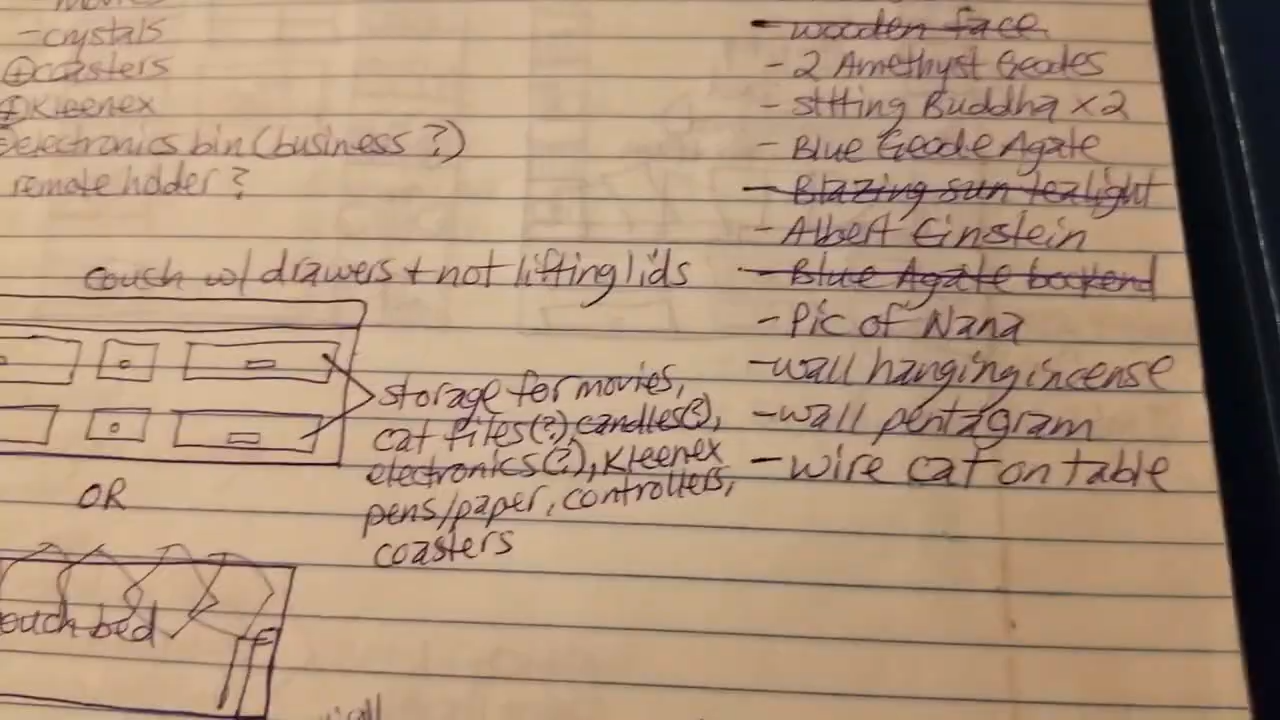 - crystals
coasters
Kleenex
electronics bin (business ?)
remote holder ?
- wooden face
- 2 Amethyst Geodes
- sitting Buddha x2
- Blue Geode Agate
- Blazing sun tealight
- Albert Einstein
- Blue Agate backend
- Pic of Nana
- wall hanging incense
- wall pentagram
- wire cat on table
couch w/ drawers + not lifting lids
storage for movies,
cat files(?), candles(?),
electronics(?), Kleenex
pens/paper, controllers,
coasters
OR
couch bed